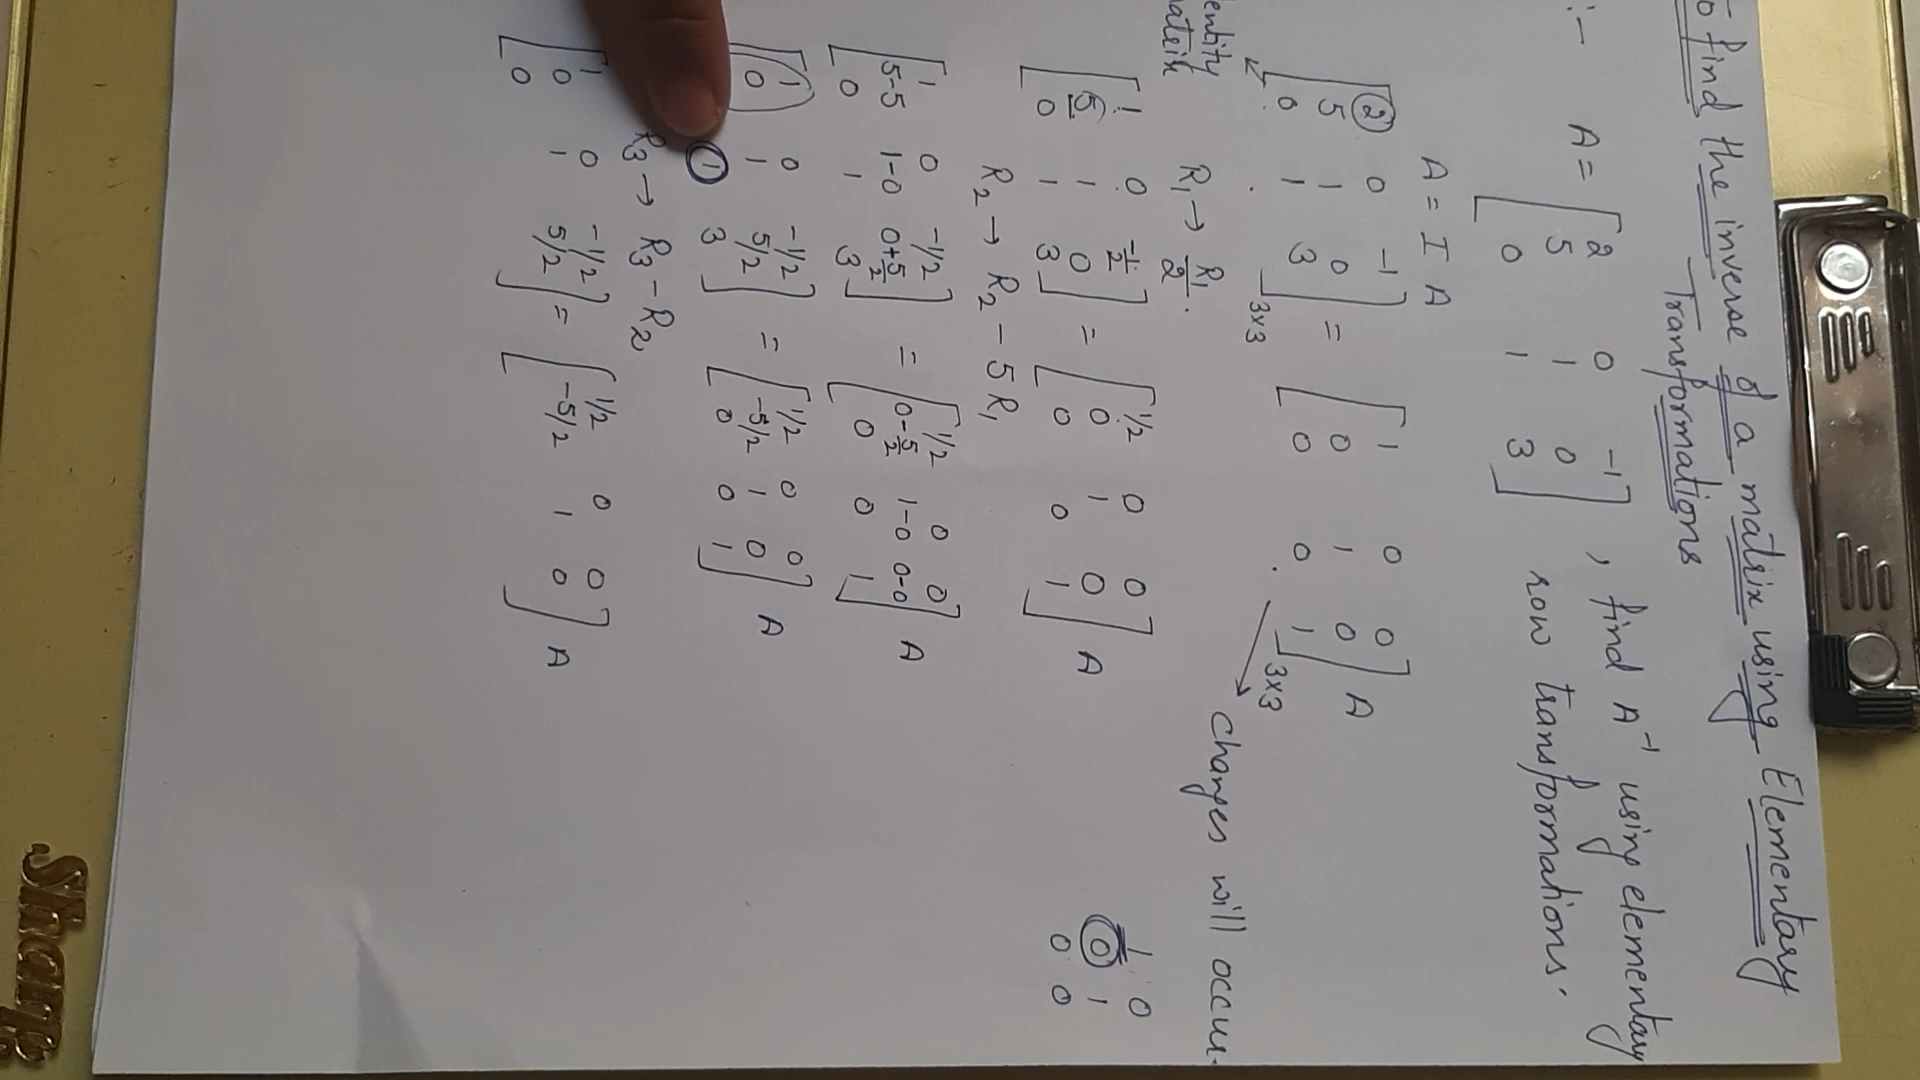 To find the inverse of a matrix using Elementary
Transformations
:- A = [ 2 0 -1 , find A⁻¹ using elementary
5 1 0 row transformations.
0 1 3 ]
A = I A
[ 2 0 -1 = [ 1 0 0
5 1 0 0 1 0 A
0 1 3 ] 3x3 0 0 1 ] 3x3
Changes will occu
R1 → R1/2
[ 1 0 -1/2 = [ 1/2 0 0
5 1 0 0 1 0 A
0 1 3 ] 0 0 1 ]
1 0
0 1
0 0
R2 → R2 - 5R1
[ 1 0 -1/2 = [ 1/2 0 0
5-5 1-0 0+5/2 0-5/2 1-0 0-0 A
0 1 3 ] 0 0 1 ]
[ 1 0 -1/2 = [ 1/2 0 0
0 1 5/2 -5/2 1 0 A
1 3 ] 0 0 1 ]
R3 → R3 - R2
[ 1 0 -1/2 = [ 1/2 0 0
0 1 5/2 -5/2 1 0 A
0